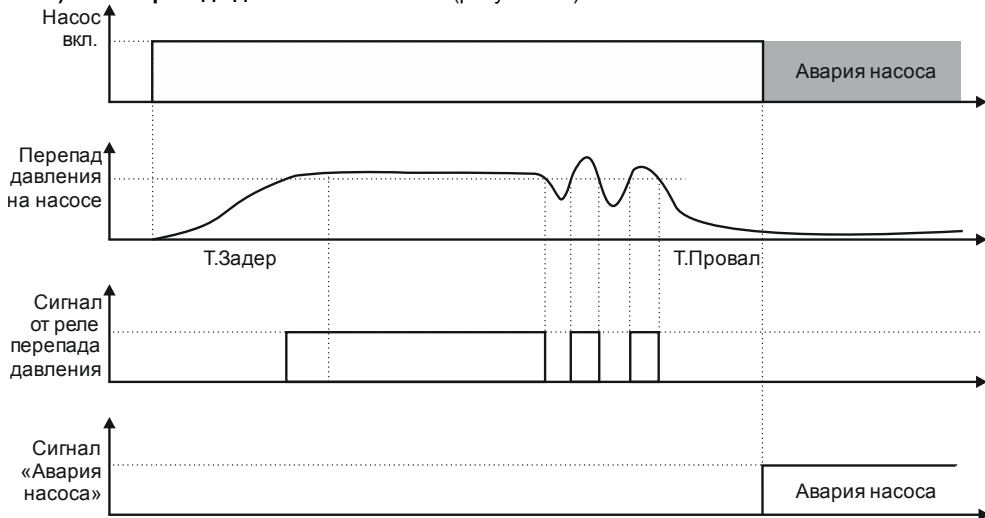 Насос
вкл.
Авария насоса
Перепад
давления
на насосе
Т.Задер
Т.Провал
Сигнал
от реле
перепада
давления
Сигнал
«Авария
насоса»
Авария насоса